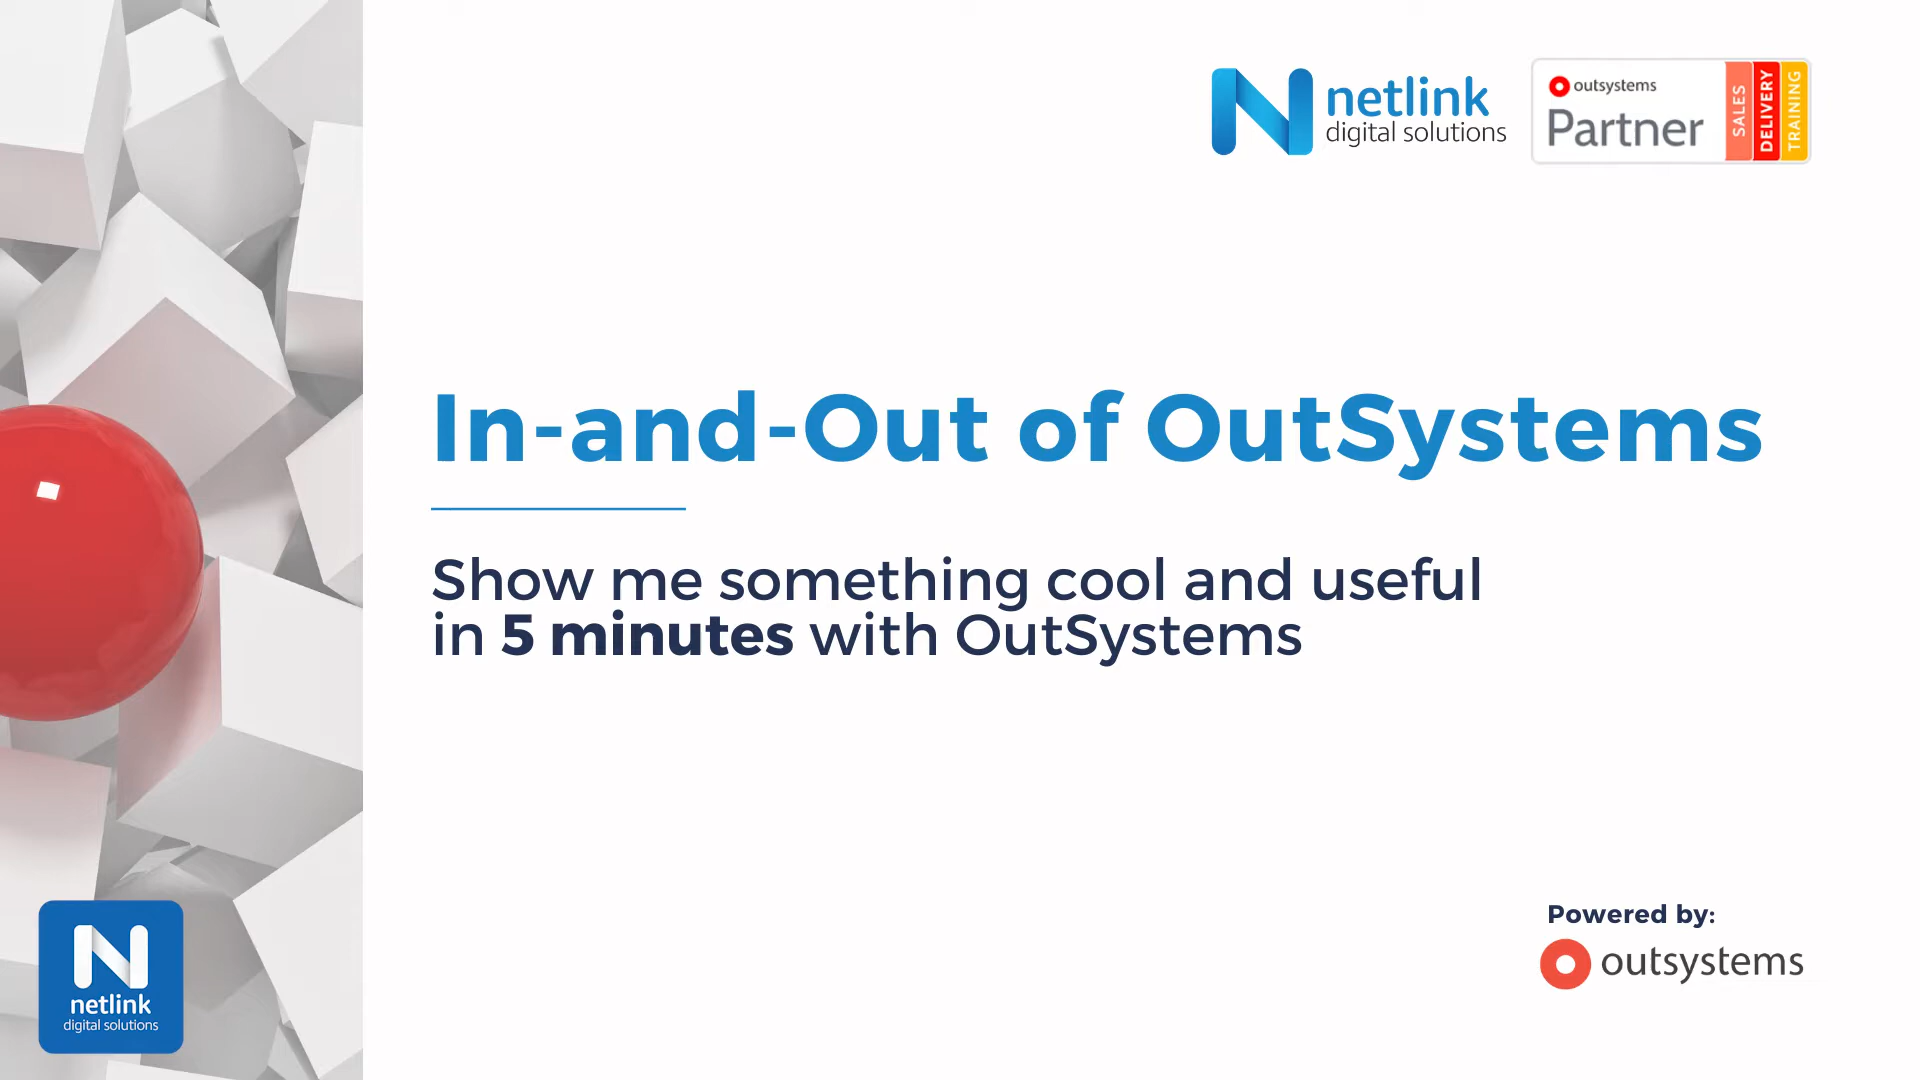 netlink
digital solutions
outsystems
Partner
SALES
DELIVERY
TRAINING
In-and-Out of OutSystems
Show me something cool and useful
in 5 minutes with OutSystems
Powered by:
outsystems
N
netlink
digital solutions